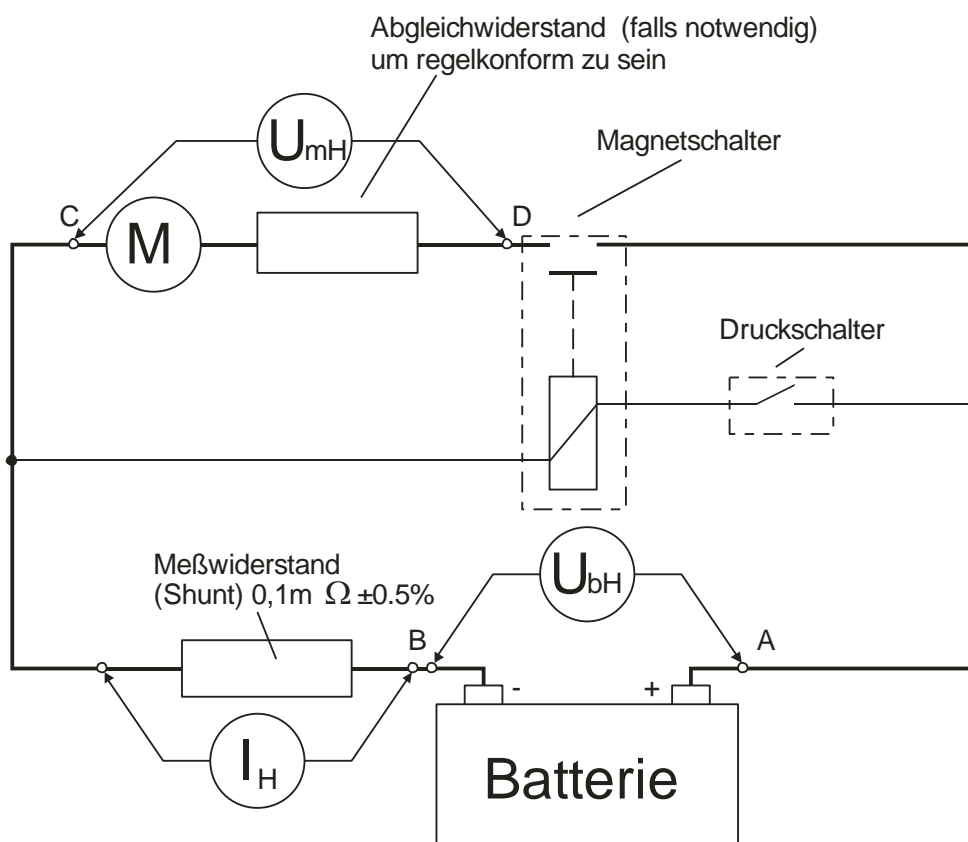 Abgleichwiderstand (falls notwendig)
um regelkonform zu sein
UmH
Magnetschalter
C
D
M
Druckschalter
Meßwiderstand
(Shunt) 0,1m Ω ±0.5%
UbH
B
A
- +
IH
Batterie